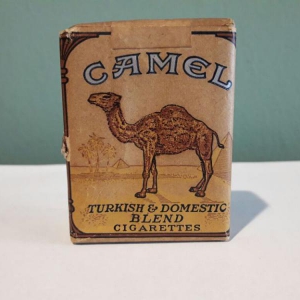 CAMEL
TURKISH & DOMESTIC
BLEND
CIGARETTES